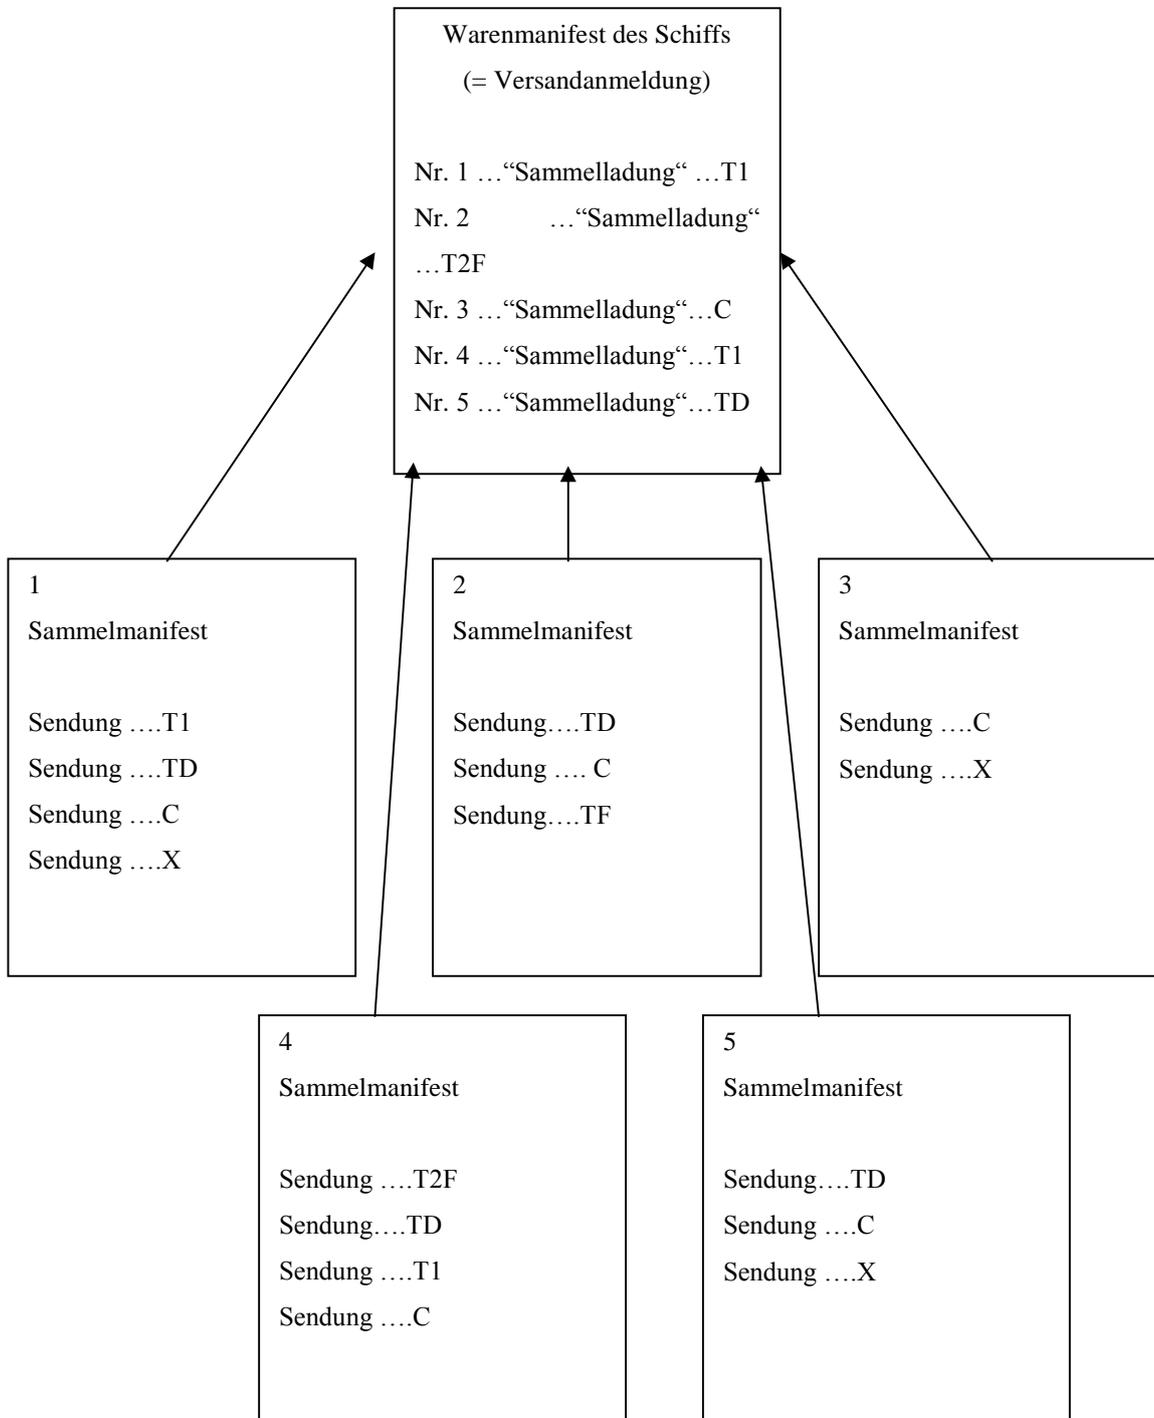 Warenmanifest des Schiffs
(= Versandanmeldung)
Nr. 1 …“Sammelladung“ …T1
Nr. 2 …“Sammelladung“
…T2F
Nr. 3 …“Sammelladung“…C
Nr. 4 …“Sammelladung“…T1
Nr. 5 …“Sammelladung“…TD
1
Sammelmanifest
Sendung ….T1
Sendung ….TD
Sendung ….C
Sendung ….X
2
Sammelmanifest
Sendung….TD
Sendung …. C
Sendung….TF
3
Sammelmanifest
Sendung ….C
Sendung ….X
4
Sammelmanifest
Sendung ….T2F
Sendung….TD
Sendung ….T1
Sendung ….C
5
Sammelmanifest
Sendung….TD
Sendung ….C
Sendung ….X